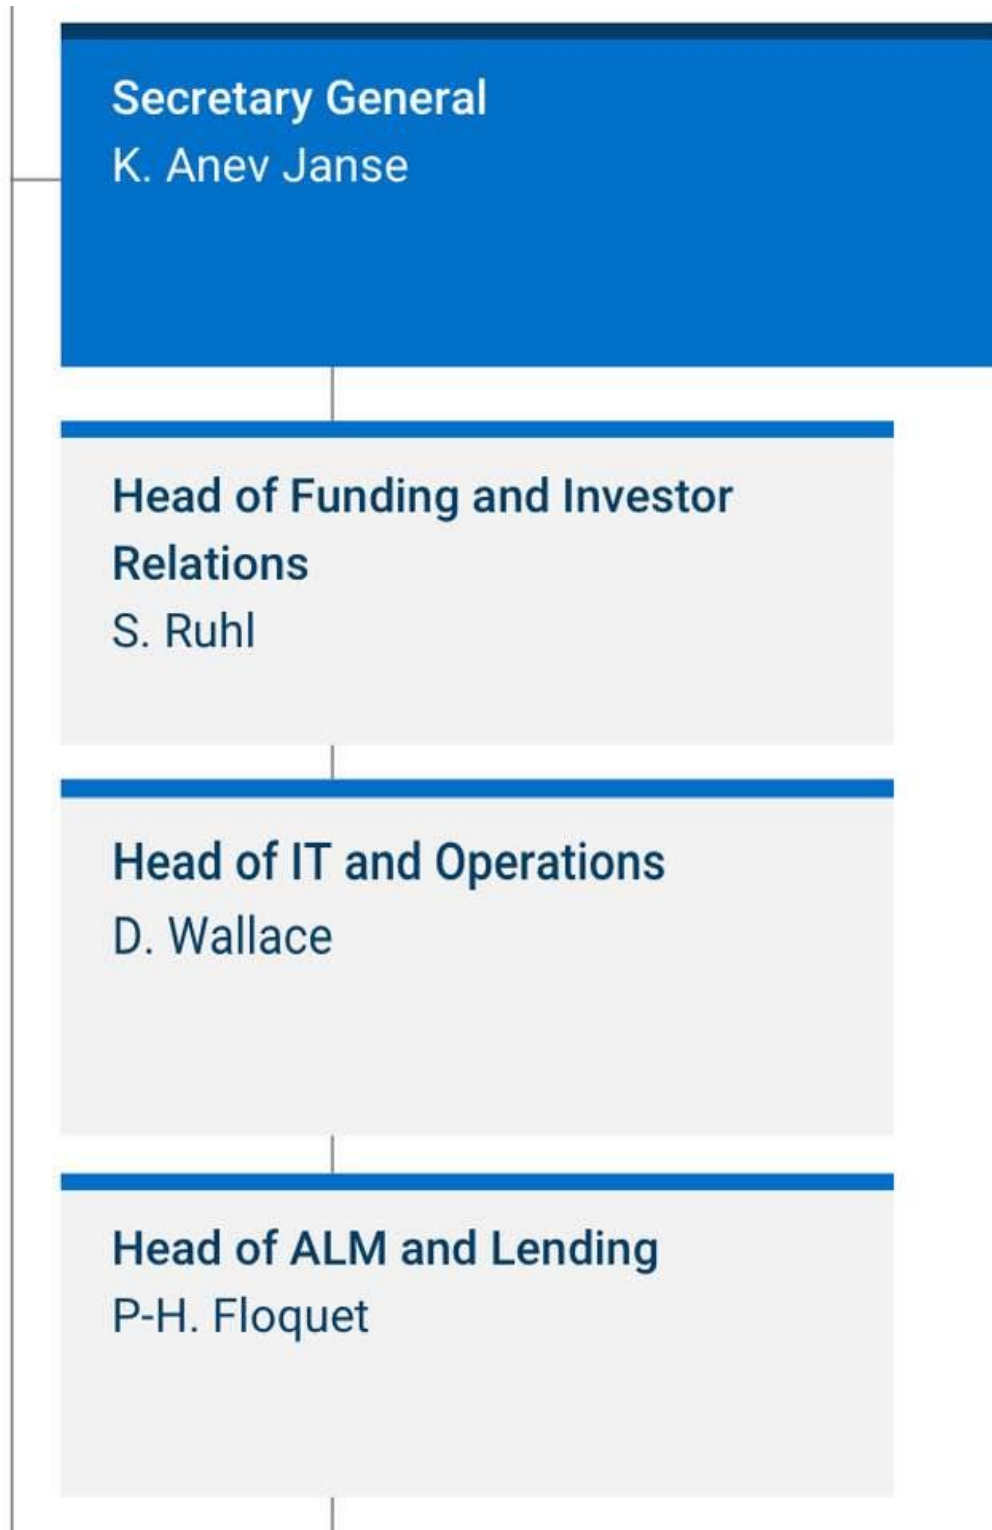 Secretary General
K. Anev Janse
Head of Funding and Investor
Relations
S. Ruhl
Head of IT and Operations
D. Wallace
Head of ALM and Lending
P-H. Floquet